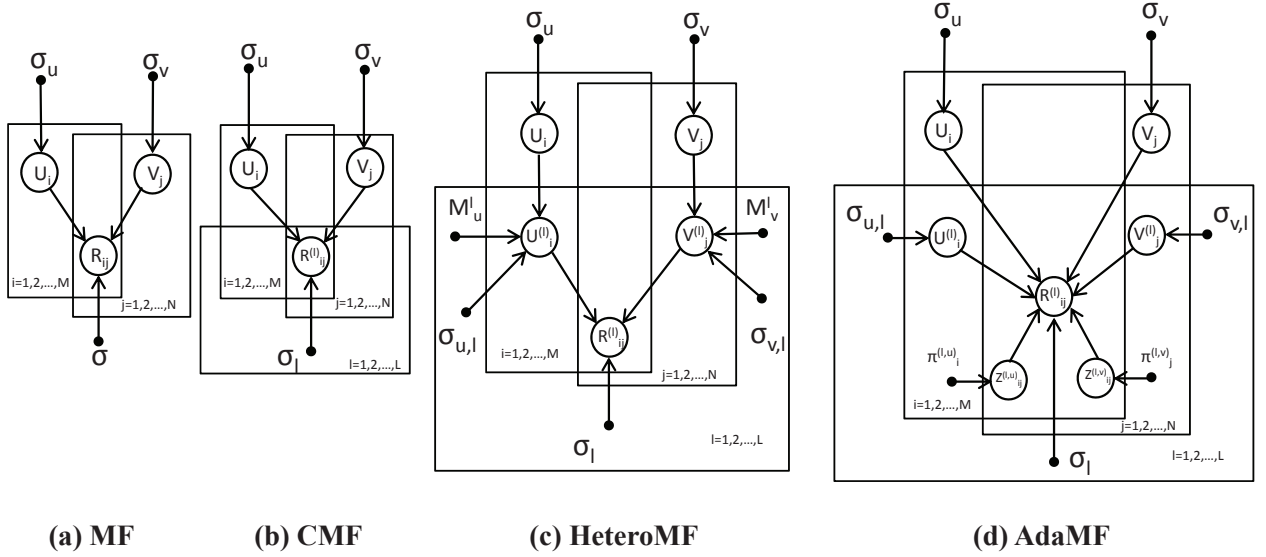 σu
σv
Ui
Vj
Rij
i=1,2,...,M
j=1,2,...,N
σ
(a) MF
σu
σv
Ui
Vj
R(l)ij
i=1,2,...,M
j=1,2,...,N
σl
l=1,2,...,L
(b) CMF
σu
σv
Ui
Vj
Mlu
Mlv
U(l)i
V(l)j
σu,l
σv,l
R(l)ij
i=1,2,...,M
j=1,2,...,N
σl
l=1,2,...,L
(c) HeteroMF
σu
σv
Ui
Vj
σu,l
σv,l
U(l)i
V(l)j
R(l)ij
π(l,u)i
π(l,v)j
Z(l,u)ij
Z(l,v)ij
i=1,2,...,M
j=1,2,...,N
σl
l=1,2,...,L
(d) AdaMF